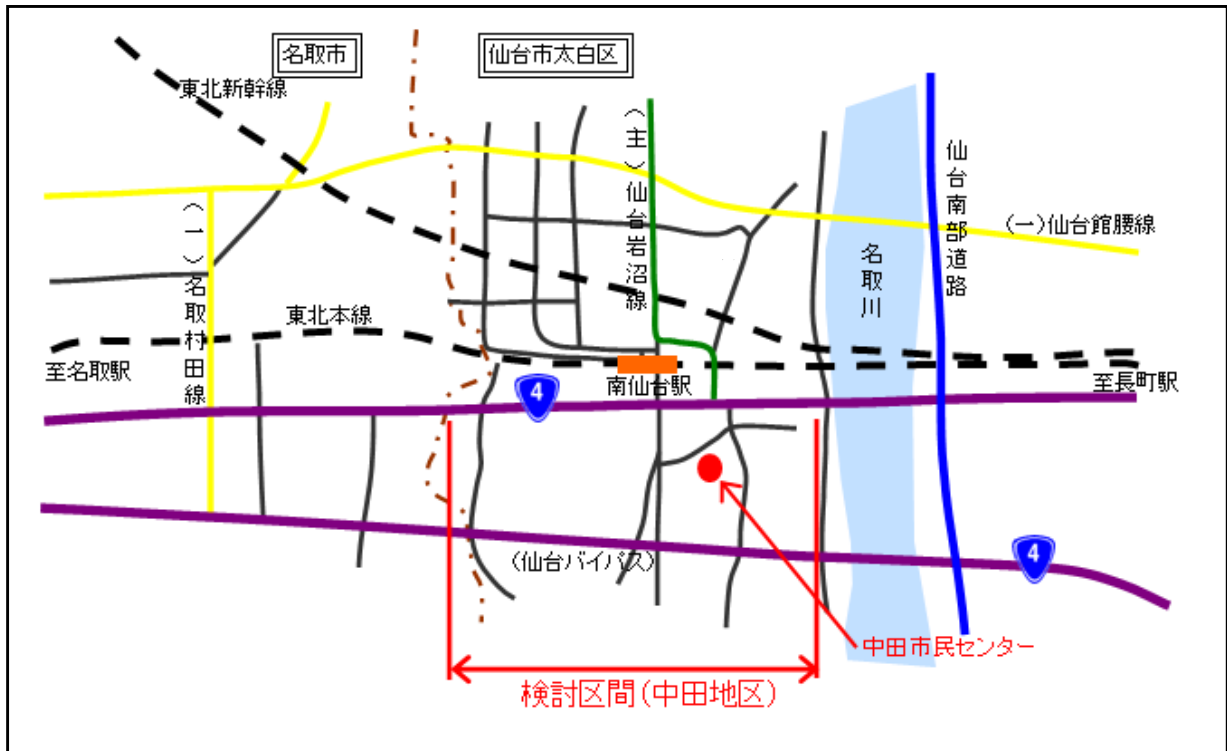 名取市
仙台市太白区
東北新幹線
(主)仙台岩沼線
仙台南部道路
(一)仙台館腰線
(一)名取村田線
名取川
東北本線
至名取駅
南仙台駅
至長町駅
4
(仙台バイパス)
4
中田市民センター
検討区間(中田地区)